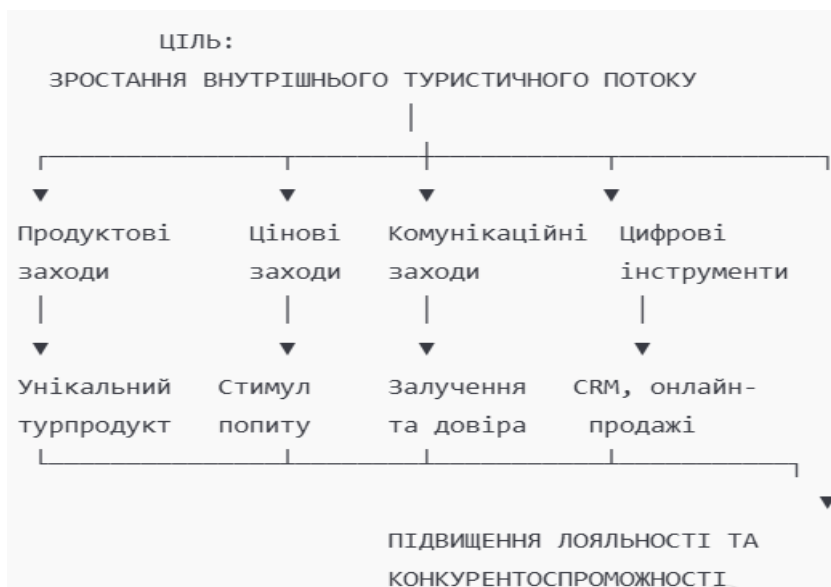 ЦІЛЬ:
ЗРОСТАННЯ ВНУТРІШНЬОГО ТУРИСТИЧНОГО ПОТОКУ
Продуктові Цінові Комунікаційні Цифрові
заходи заходи заходи інструменти
Унікальний Стимул Залучення CRM, онлайн-
турпродукт попиту та довіра продажі
ПІДВИЩЕННЯ ЛОЯЛЬНОСТІ ТА
КОНКУРЕНТОСПРОМОЖНОСТІ